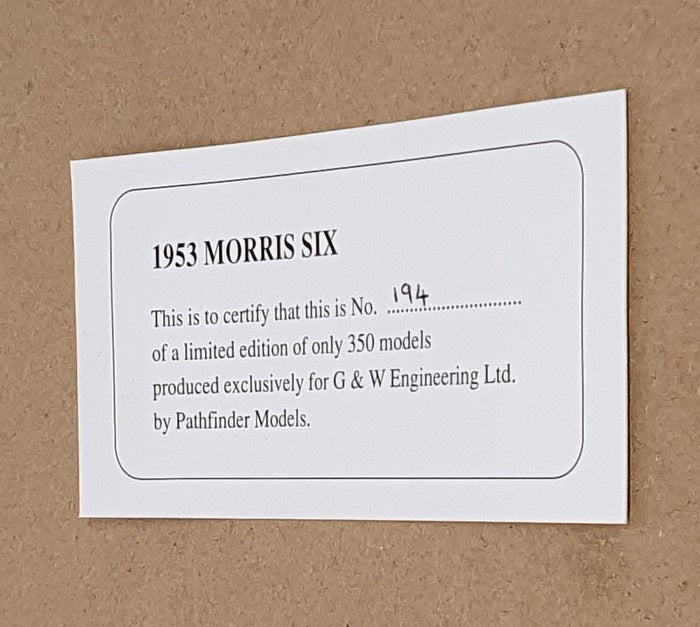 1953 MORRIS SIX
This is to certify that this is No. 194
of a limited edition of only 350 models
produced exclusively for G & W Engineering Ltd.
by Pathfinder Models.